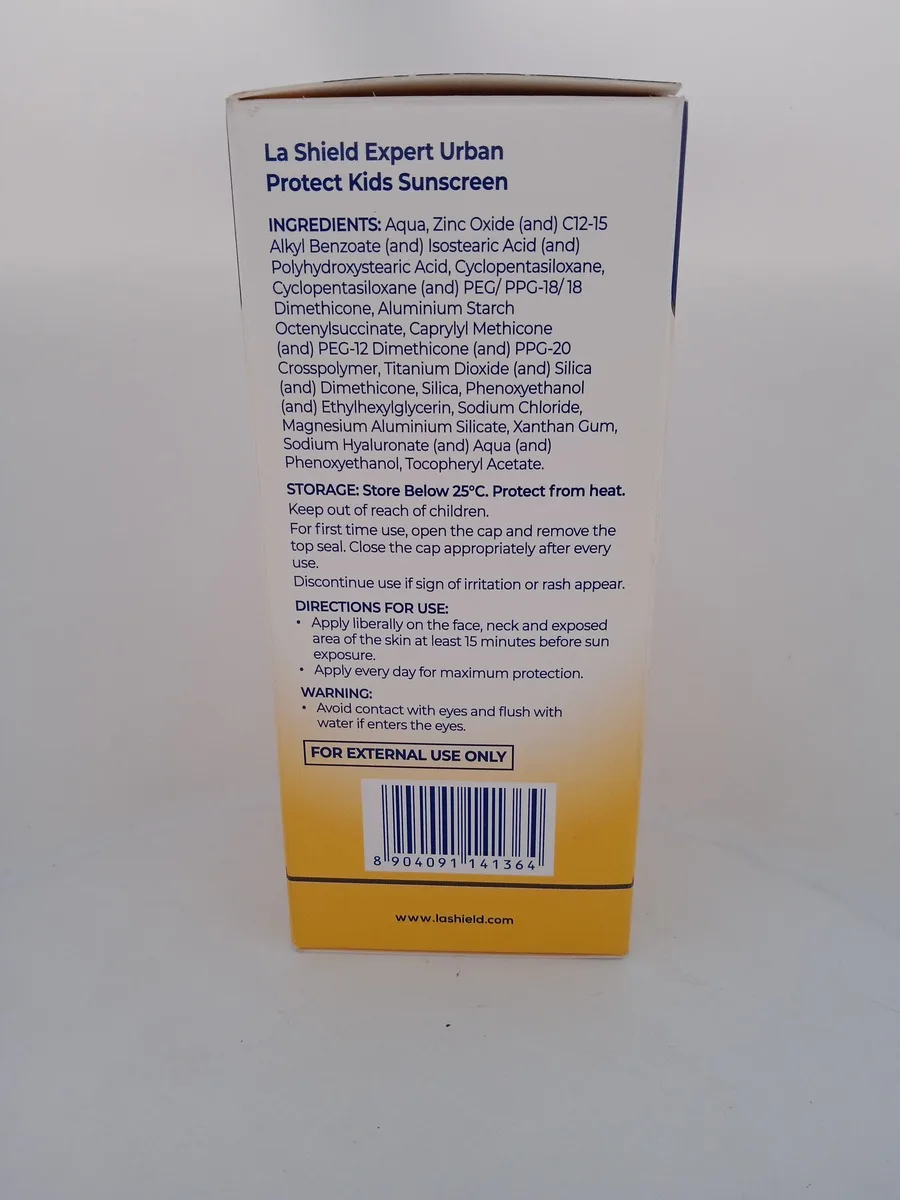 La Shield Expert Urban
Protect Kids Sunscreen
INGREDIENTS: Aqua, Zinc Oxide (and) C12-15
Alkyl Benzoate (and) Isostearic Acid (and)
Polyhydroxystearic Acid, Cyclopentasiloxane,
Cyclopentasiloxane (and) PEG/ PPG-18/ 18
Dimethicone, Aluminium Starch
Octenylsuccinate, Caprylyl Methicone
(and) PEG-12 Dimethicone (and) PPG-20
Crosspolymer, Titanium Dioxide (and) Silica
(and) Dimethicone, Silica, Phenoxyethanol
(and) Ethylhexylglycerin, Sodium Chloride,
Magnesium Aluminium Silicate, Xanthan Gum,
Sodium Hyaluronate (and) Aqua (and)
Phenoxyethanol, Tocopheryl Acetate.
STORAGE: Store Below 25°C. Protect from heat.
Keep out of reach of children.
For first time use, open the cap and remove the
top seal. Close the cap appropriately after every
use.
Discontinue use if sign of irritation or rash appear.
DIRECTIONS FOR USE:
• Apply liberally on the face, neck and exposed
area of the skin at least 15 minutes before sun
exposure.
• Apply every day for maximum protection.
WARNING:
• Avoid contact with eyes and flush with
water if enters the eyes.
FOR EXTERNAL USE ONLY
8 904091 141364
www.lashield.com